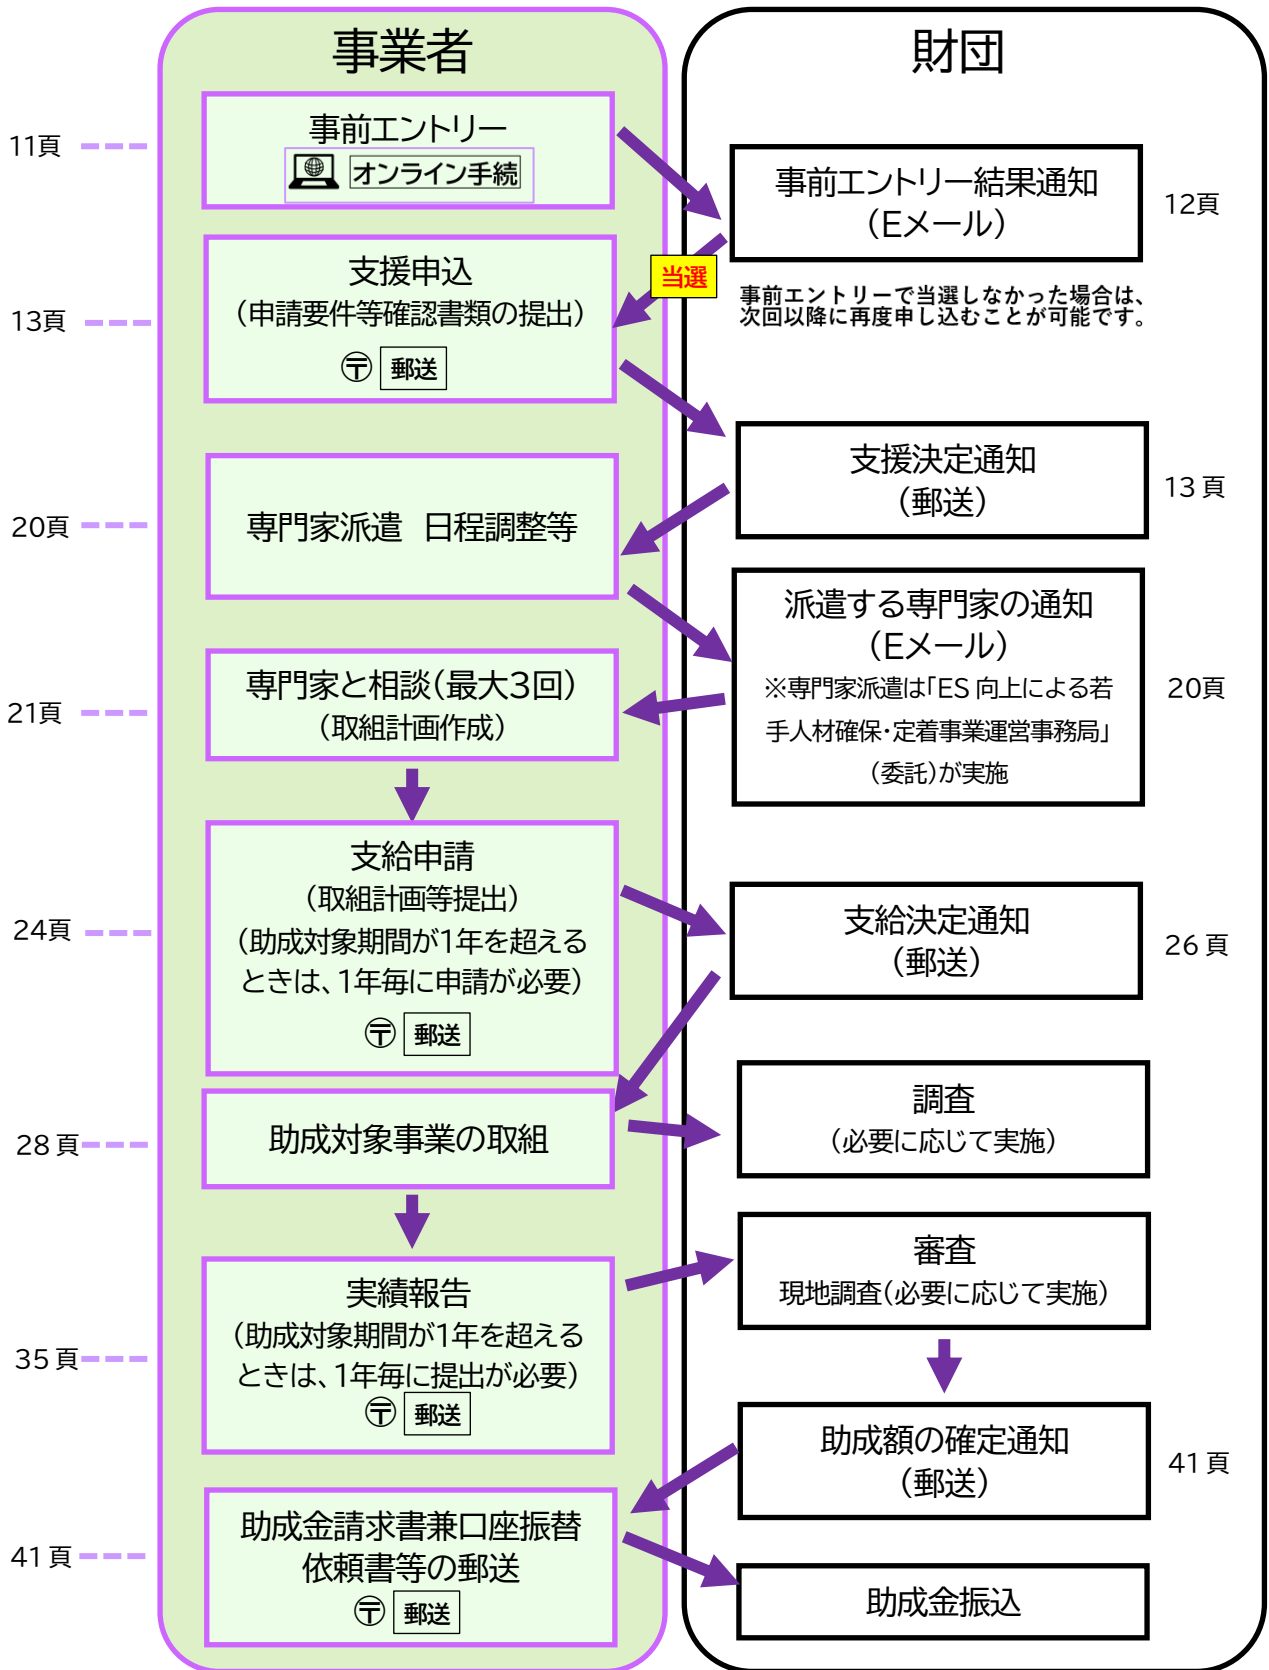 事業者
財団
11頁
事前エントリー
オンライン手続
事前エントリー結果通知
（Eメール）
12頁
当選
事前エントリーで当選しなかった場合は、
次回以降に再度申し込むことが可能です。
13頁
支援申込
（申請要件等確認書類の提出）
〒 郵送
支援決定通知
（郵送）
13頁
20頁
専門家派遣　日程調整等
派遣する専門家の通知
（Eメール）
※専門家派遣は「ES向上による若
手人材確保・定着事業運営事務局」
（委託）が実施
20頁
21頁
専門家と相談（最大3回）
（取組計画作成）
24頁
支給申請
（取組計画等提出）
（助成対象期間が1年を超える
ときは、1年毎に申請が必要）
〒 郵送
支給決定通知
（郵送）
26頁
28頁
助成対象事業の取組
調査
（必要に応じて実施）
35頁
実績報告
（助成対象期間が1年を超える
ときは、1年毎に提出が必要）
〒 郵送
審査
現地調査（必要に応じて実施）
助成額の確定通知
（郵送）
41頁
41頁
助成金請求書兼口座振替
依頼書等の郵送
〒 郵送
助成金振込